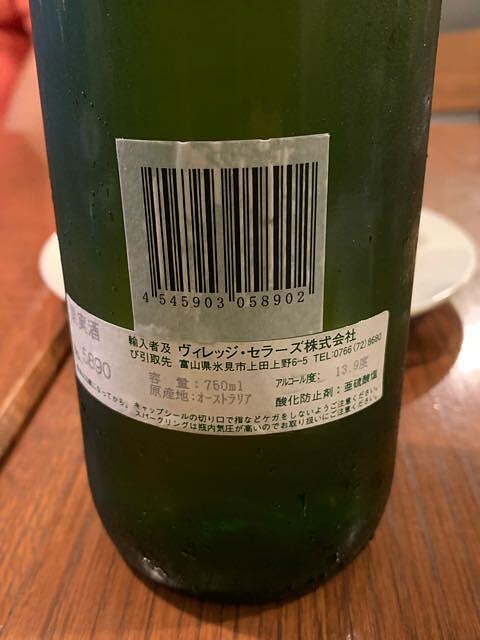 4 545903 058902
果実酒
輸入者及 ヴィレッジ・セラーズ株式会社
び引取先 富山県氷見市上田上野6-5 TEL:0766(72)8680
5890
容 量:750ml アルコール度: 13.9度
原産地:オーストラリア 酸化防止剤:亜硫酸塩
なってから。 キャップシールの切り口で指などケガをしないようご注意ください。
スパークリングは瓶内気圧が高いのでお取り扱いにご注意ください。